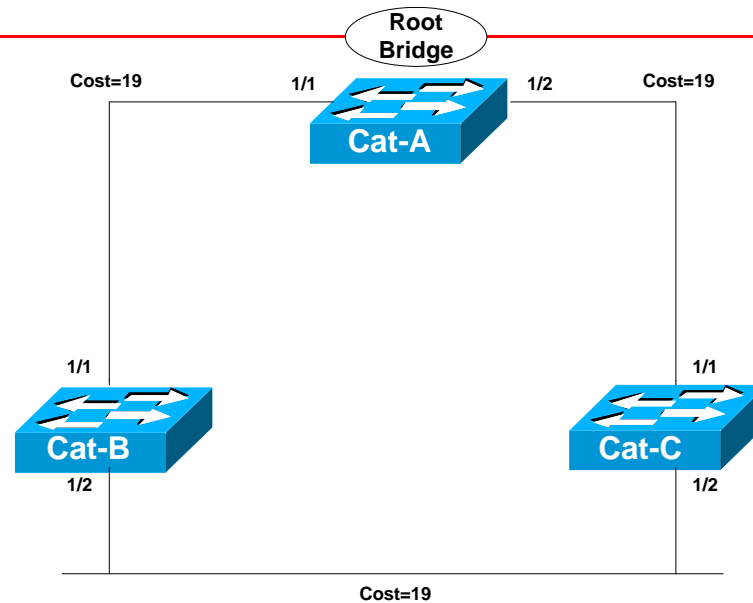 Root
Bridge
Cost=19
1/1
1/2
Cost=19
Cat-A
1/1
1/1
Cat-B
Cat-C
1/2
1/2
Cost=19